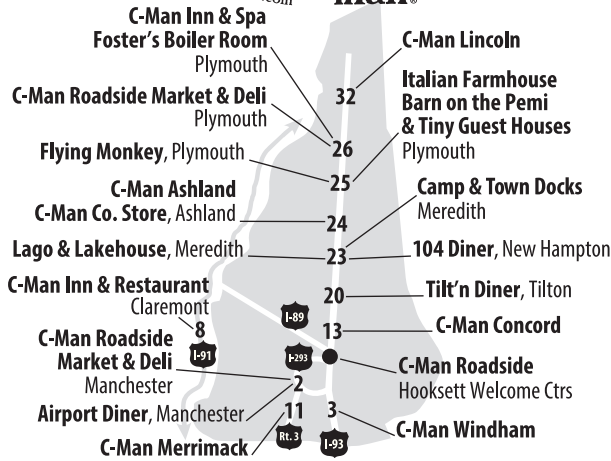 man®
C-Man Inn & Spa
Foster's Boiler Room
Plymouth
C-Man Lincoln
32
Italian Farmhouse
Barn on the Pemi
& Tiny Guest Houses
Plymouth
C-Man Roadside Market & Deli
Plymouth
26
Flying Monkey, Plymouth
25
C-Man Ashland
C-Man Co. Store, Ashland
24
Camp & Town Docks
Meredith
Lago & Lakehouse, Meredith
23
104 Diner, New Hampton
C-Man Inn & Restaurant
Claremont
8
I-91
20
Tilt'n Diner, Tilton
I-89
13
C-Man Concord
C-Man Roadside
Market & Deli
Manchester
I-293
2
C-Man Roadside
Hooksett Welcome Ctrs
Airport Diner, Manchester
11
3
C-Man Windham
C-Man Merrimack
Rt. 3
I-93